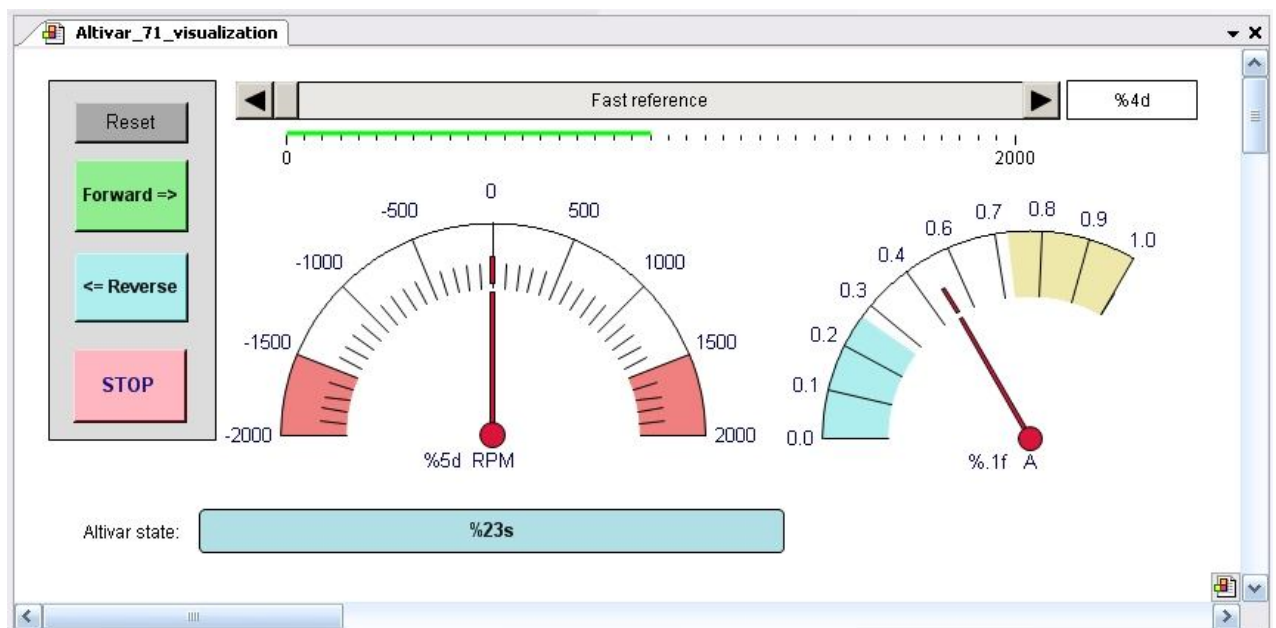 Altivar_71_visualization
Reset
Forward =>
<= Reverse
STOP
Fast reference
%4d
0
2000
-2000
-1500
-1000
-500
0
500
1000
1500
2000
%5d RPM
0.0
0.1
0.2
0.3
0.4
0.6
0.7
0.8
0.9
1.0
%.1f A
Altivar state:
%23s